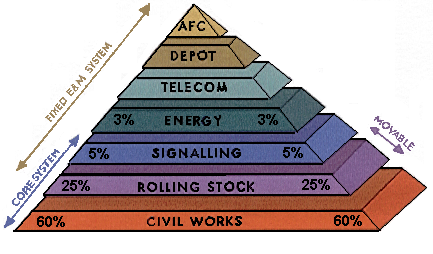 AFC
DEPOT
TELECOM
3% ENERGY 3%
5% SIGNALLING 5%
25% ROLLING STOCK 25%
60% CIVIL WORKS 60%
FIXED E&M SYSTEM
CORE SYSTEM
MOVABLE